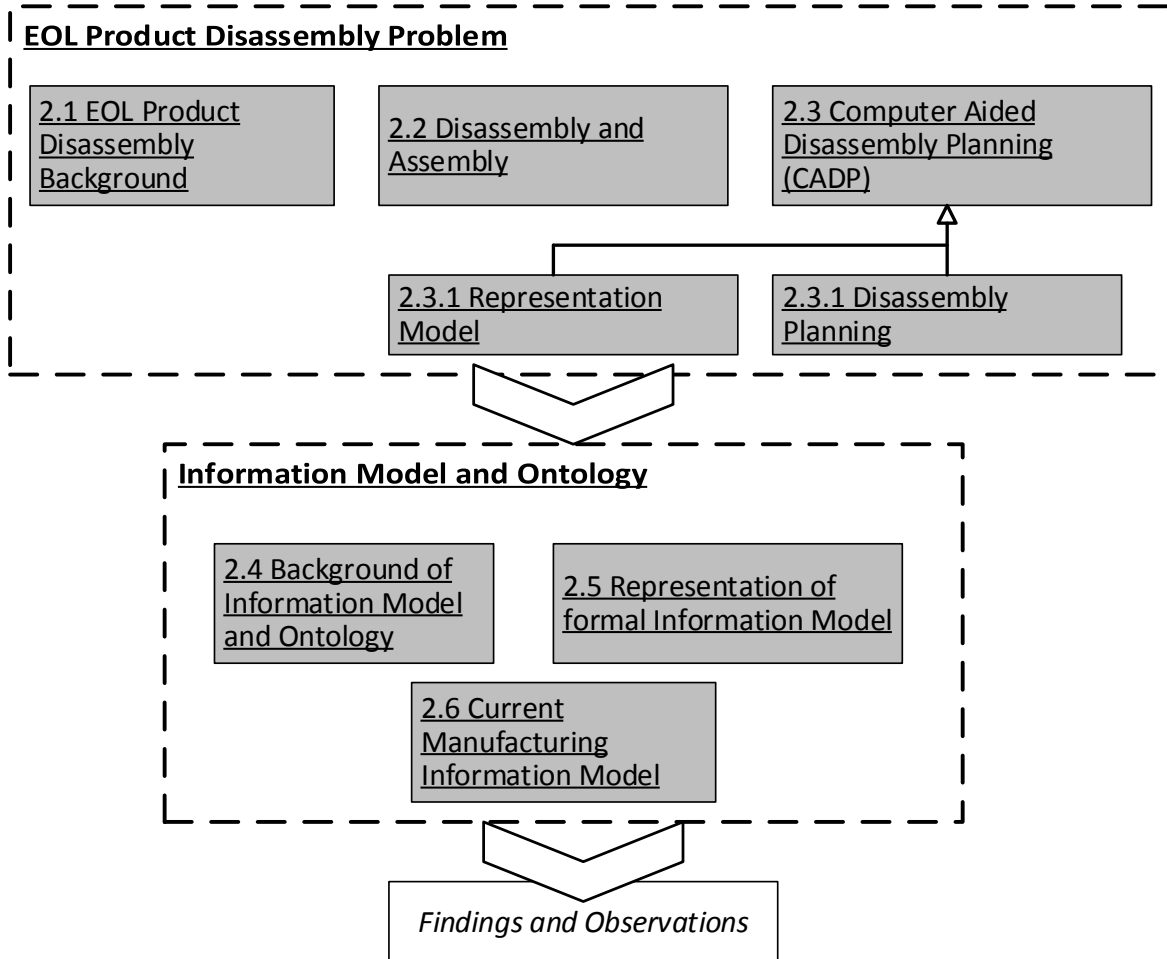 EOL Product Disassembly Problem
2.1 EOL Product
Disassembly
Background
2.2 Disassembly and
Assembly
2.3 Computer Aided
Disassembly Planning
(CADP)
2.3.1 Representation
Model
2.3.1 Disassembly
Planning
Information Model and Ontology
2.4 Background of
Information Model
and Ontology
2.5 Representation of
formal Information Model
2.6 Current
Manufacturing
Information Model
Findings and Observations